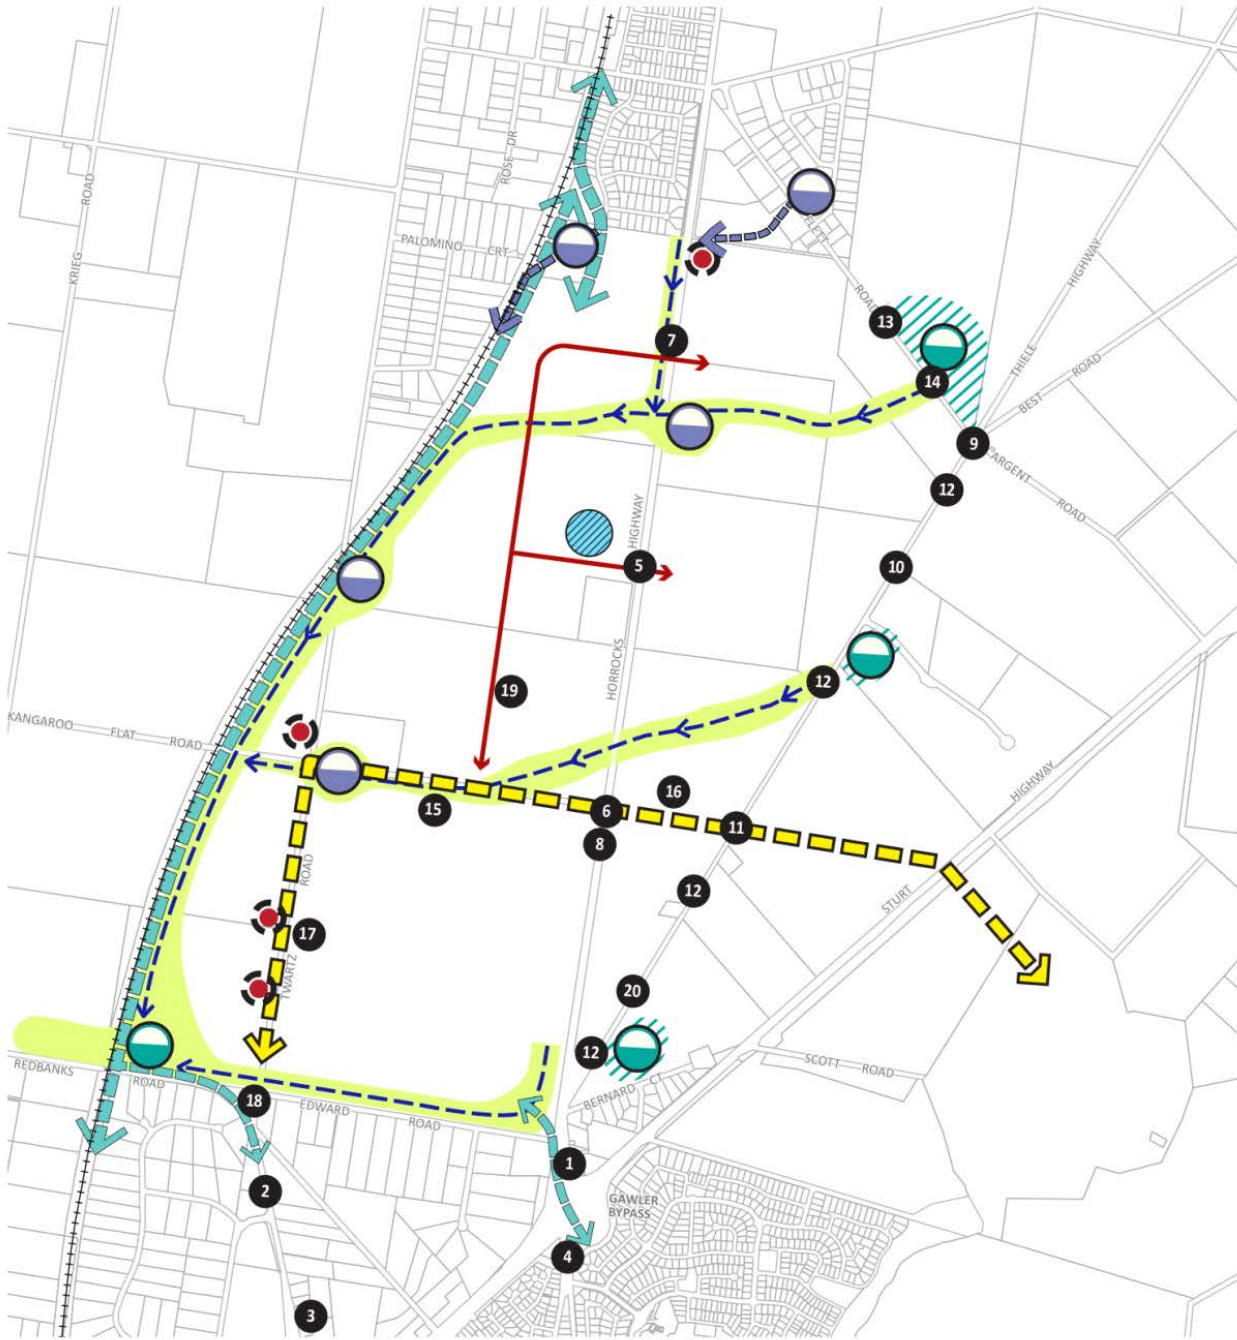 ROSE DR
KRIEG ROAD
PALOMINO CRT
ROAD
HIGHWAY
THIELE
BEST ROAD
13
7
14
9
SARGENT ROAD
12
HIGHWAY
5
10
HORROCKS
12
19
KANGAROO FLAT ROAD
HIGHWAY
STURT
15
16
6
11
8
ROAD
12
17
TWARTZ
20
12
SCOTT ROAD
BERNARD CT
REDBANKS ROAD
18
EDWARD ROAD
1
2
GAWLER
BYPASS
4
3